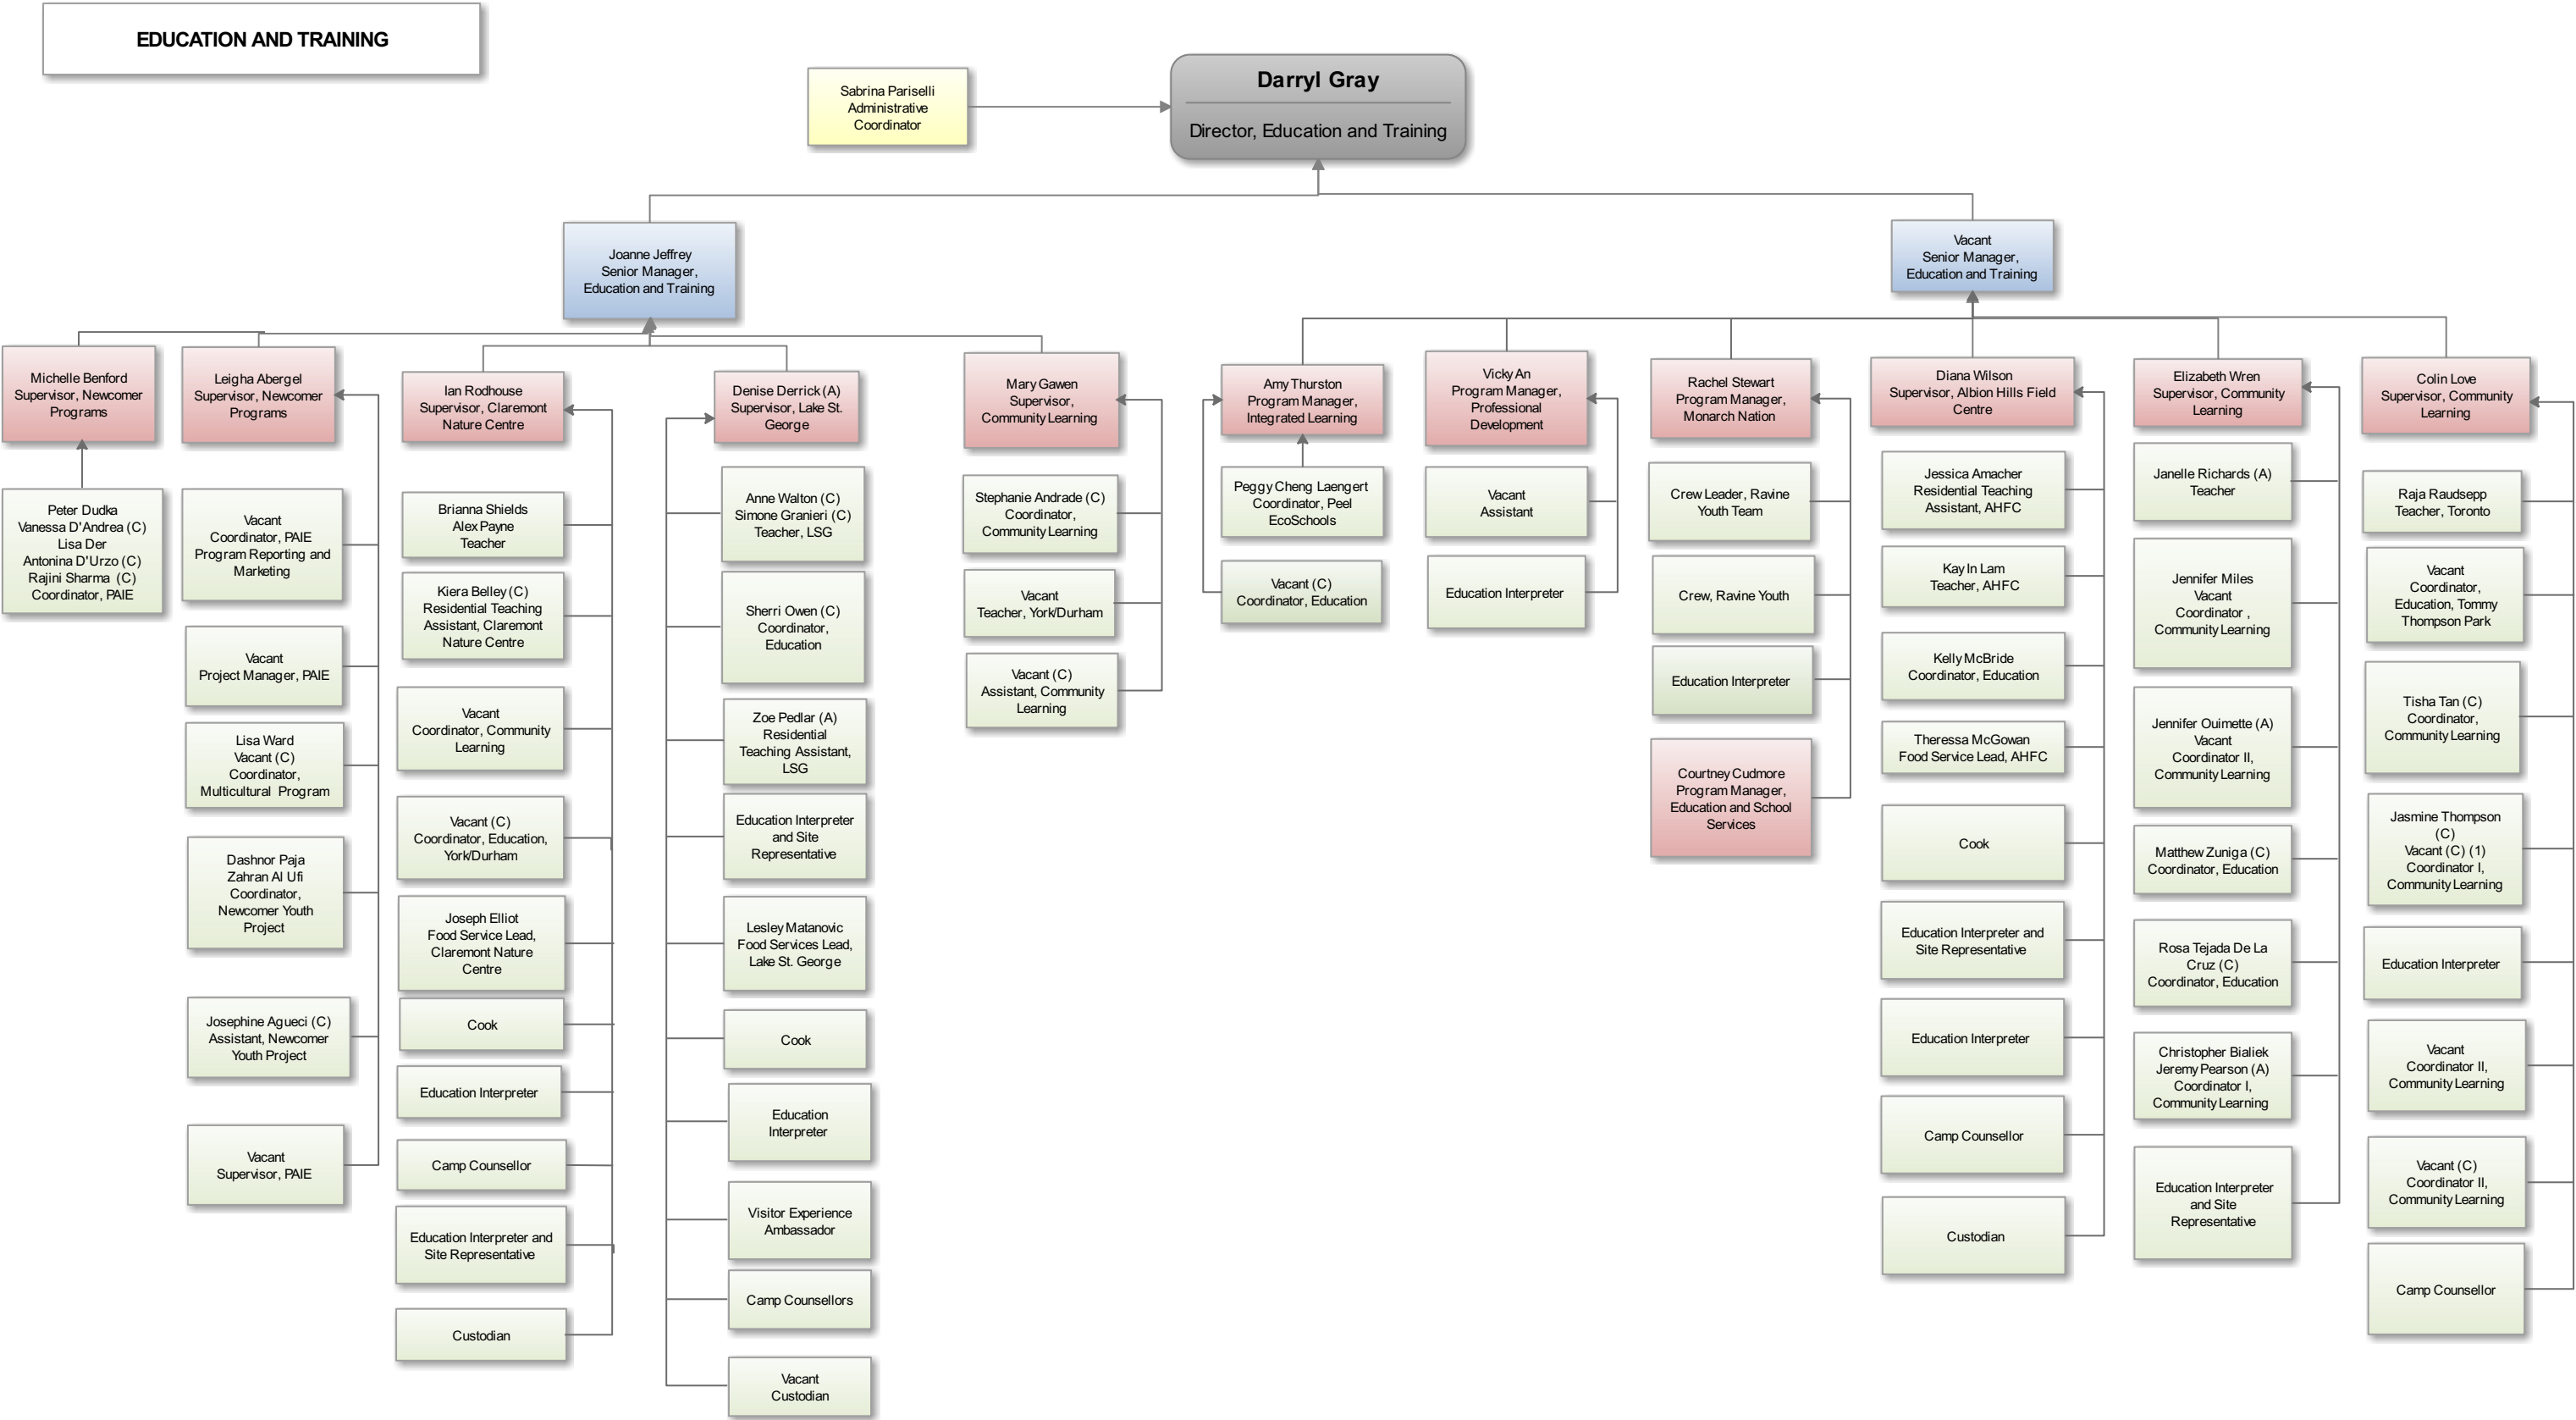 EDUCATION AND TRAINING
Sabrina Pariselli
Administrative
Coordinator
Darryl Gray
Director, Education and Training
Joanne Jeffrey
Senior Manager,
Education and Training
Vacant
Senior Manager,
Education and Training
Michelle Benford
Supervisor, Newcomer
Programs
Peter Dudka
Vanessa D'Andrea (C)
Lisa Der
Antonina D'Urzo (C)
Rajini Sharma (C)
Coordinator, PAIE
Leigha Abergel
Supervisor, Newcomer
Programs
Vacant
Coordinator, PAIE
Program Reporting and
Marketing
Vacant
Project Manager, PAIE
Lisa Ward
Vacant (C)
Coordinator,
Multicultural Program
Dashnor Paja
Zahran Al Ufi
Coordinator,
Newcomer Youth
Project
Josephine Agueci (C)
Assistant, Newcomer
Youth Project
Vacant
Supervisor, PAIE
Ian Rodhouse
Supervisor, Claremont
Nature Centre
Brianna Shields
Alex Payne
Teacher
Kiera Belley (C)
Residential Teaching
Assistant, Claremont
Nature Centre
Vacant
Coordinator, Community
Learning
Vacant (C)
Coordinator, Education,
York/Durham
Joseph Elliot
Food Service Lead,
Claremont Nature
Centre
Cook
Education Interpreter
Camp Counsellor
Education Interpreter and
Site Representative
Custodian
Denise Derrick (A)
Supervisor, Lake St.
George
Anne Walton (C)
Simone Granieri (C)
Teacher, LSG
Sherri Owen (C)
Coordinator,
Education
Zoe Pedlar (A)
Residential
Teaching Assistant,
LSG
Education Interpreter
and Site
Representative
Lesley Matanovic
Food Services Lead,
Lake St. George
Cook
Education
Interpreter
Visitor Experience
Ambassador
Camp Counsellors
Vacant
Custodian
Mary Gawen
Supervisor,
Community Learning
Stephanie Andrade (C)
Coordinator,
Community Learning
Vacant
Teacher, York/Durham
Vacant (C)
Assistant, Community
Learning
Amy Thurston
Program Manager,
Integrated Learning
Peggy Cheng Laengert
Coordinator, Peel
EcoSchools
Vacant (C)
Coordinator, Education
Vicky An
Program Manager,
Professional
Development
Vacant
Assistant
Education Interpreter
Rachel Stewart
Program Manager,
Monarch Nation
Crew Leader, Ravine
Youth Team
Crew, Ravine Youth
Education Interpreter
Courtney Cudmore
Program Manager,
Education and School
Services
Diana Wilson
Supervisor, Albion Hills Field
Centre
Jessica Amacher
Residential Teaching
Assistant, AHFC
Kay In Lam
Teacher, AHFC
Kelly McBride
Coordinator, Education
Theressa McGowan
Food Service Lead, AHFC
Cook
Education Interpreter and
Site Representative
Education Interpreter
Camp Counsellor
Custodian
Elizabeth Wren
Supervisor, Community
Learning
Janelle Richards (A)
Teacher
Jennifer Miles
Vacant
Coordinator ,
Community Learning
Jennifer Ouimette (A)
Vacant
Coordinator II,
Community Learning
Matthew Zuniga (C)
Coordinator, Education
Rosa Tejada De La
Cruz (C)
Coordinator, Education
Christopher Bialiek
Jeremy Pearson (A)
Coordinator I,
Community Learning
Education Interpreter
and Site
Representative
Colin Love
Supervisor, Community
Learning
Raja Raudsepp
Teacher, Toronto
Vacant
Coordinator,
Education, Tommy
Thompson Park
Tisha Tan (C)
Coordinator,
Community Learning
Jasmine Thompson
(C)
Vacant (C) (1)
Coordinator I,
Community Learning
Education Interpreter
Vacant
Coordinator II,
Community Learning
Vacant (C)
Coordinator II,
Community Learning
Camp Counsellor